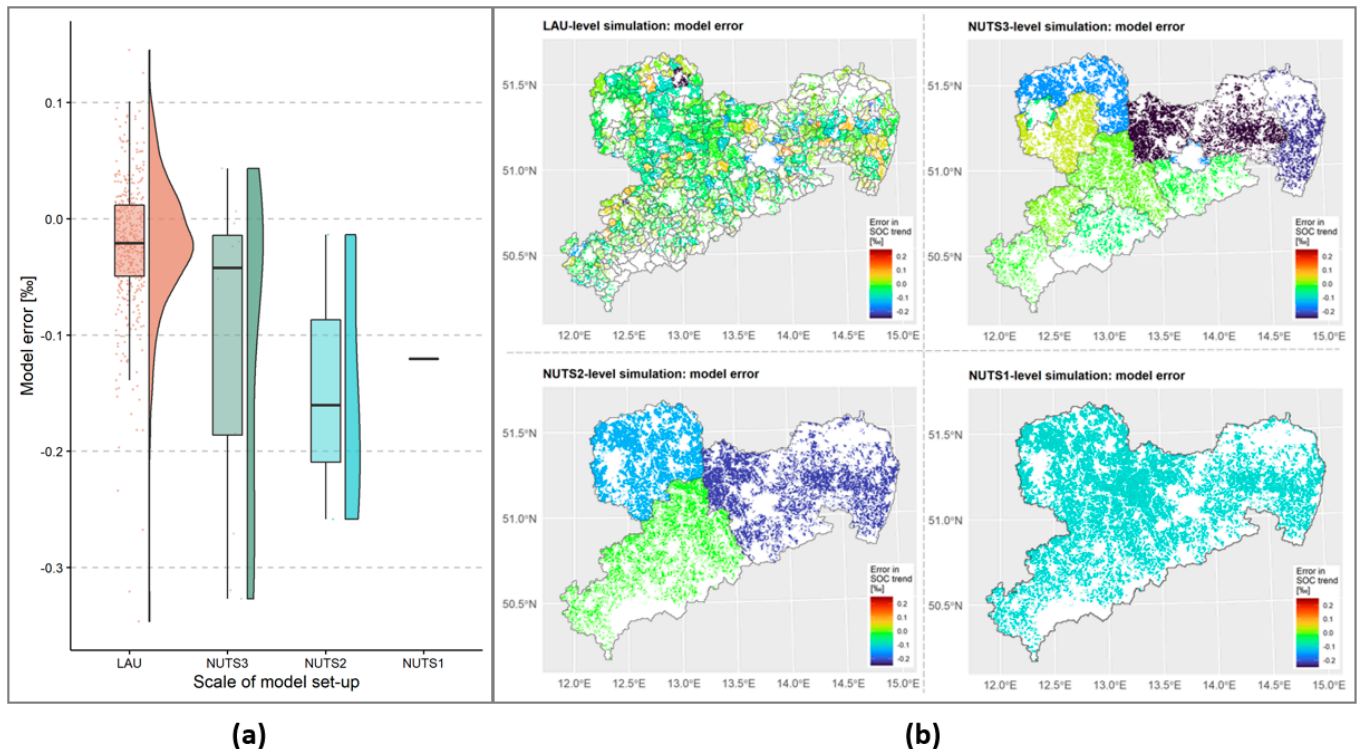 0.1
0.0
-0.1
-0.2
-0.3
Model error [‰]
LAU
NUTS3
NUTS2
NUTS1
Scale of model set-up
(a)
LAU-level simulation: model error
51.5°N
51.0°N
50.5°N
12.0°E 12.5°E 13.0°E 13.5°E 14.0°E 14.5°E 15.0°E
Error in
SOC trend
[‰]
0.2
0.1
0.0
-0.1
-0.2
NUTS3-level simulation: model error
51.5°N
51.0°N
50.5°N
12.0°E 12.5°E 13.0°E 13.5°E 14.0°E 14.5°E 15.0°E
Error in
SOC trend
[‰]
0.2
0.1
0.0
-0.1
-0.2
NUTS2-level simulation: model error
51.5°N
51.0°N
50.5°N
12.0°E 12.5°E 13.0°E 13.5°E 14.0°E 14.5°E 15.0°E
Error in
SOC trend
[‰]
0.2
0.1
0.0
-0.1
-0.2
NUTS1-level simulation: model error
51.5°N
51.0°N
50.5°N
12.0°E 12.5°E 13.0°E 13.5°E 14.0°E 14.5°E 15.0°E
Error in
SOC trend
[‰]
0.2
0.1
0.0
-0.1
-0.2
(b)